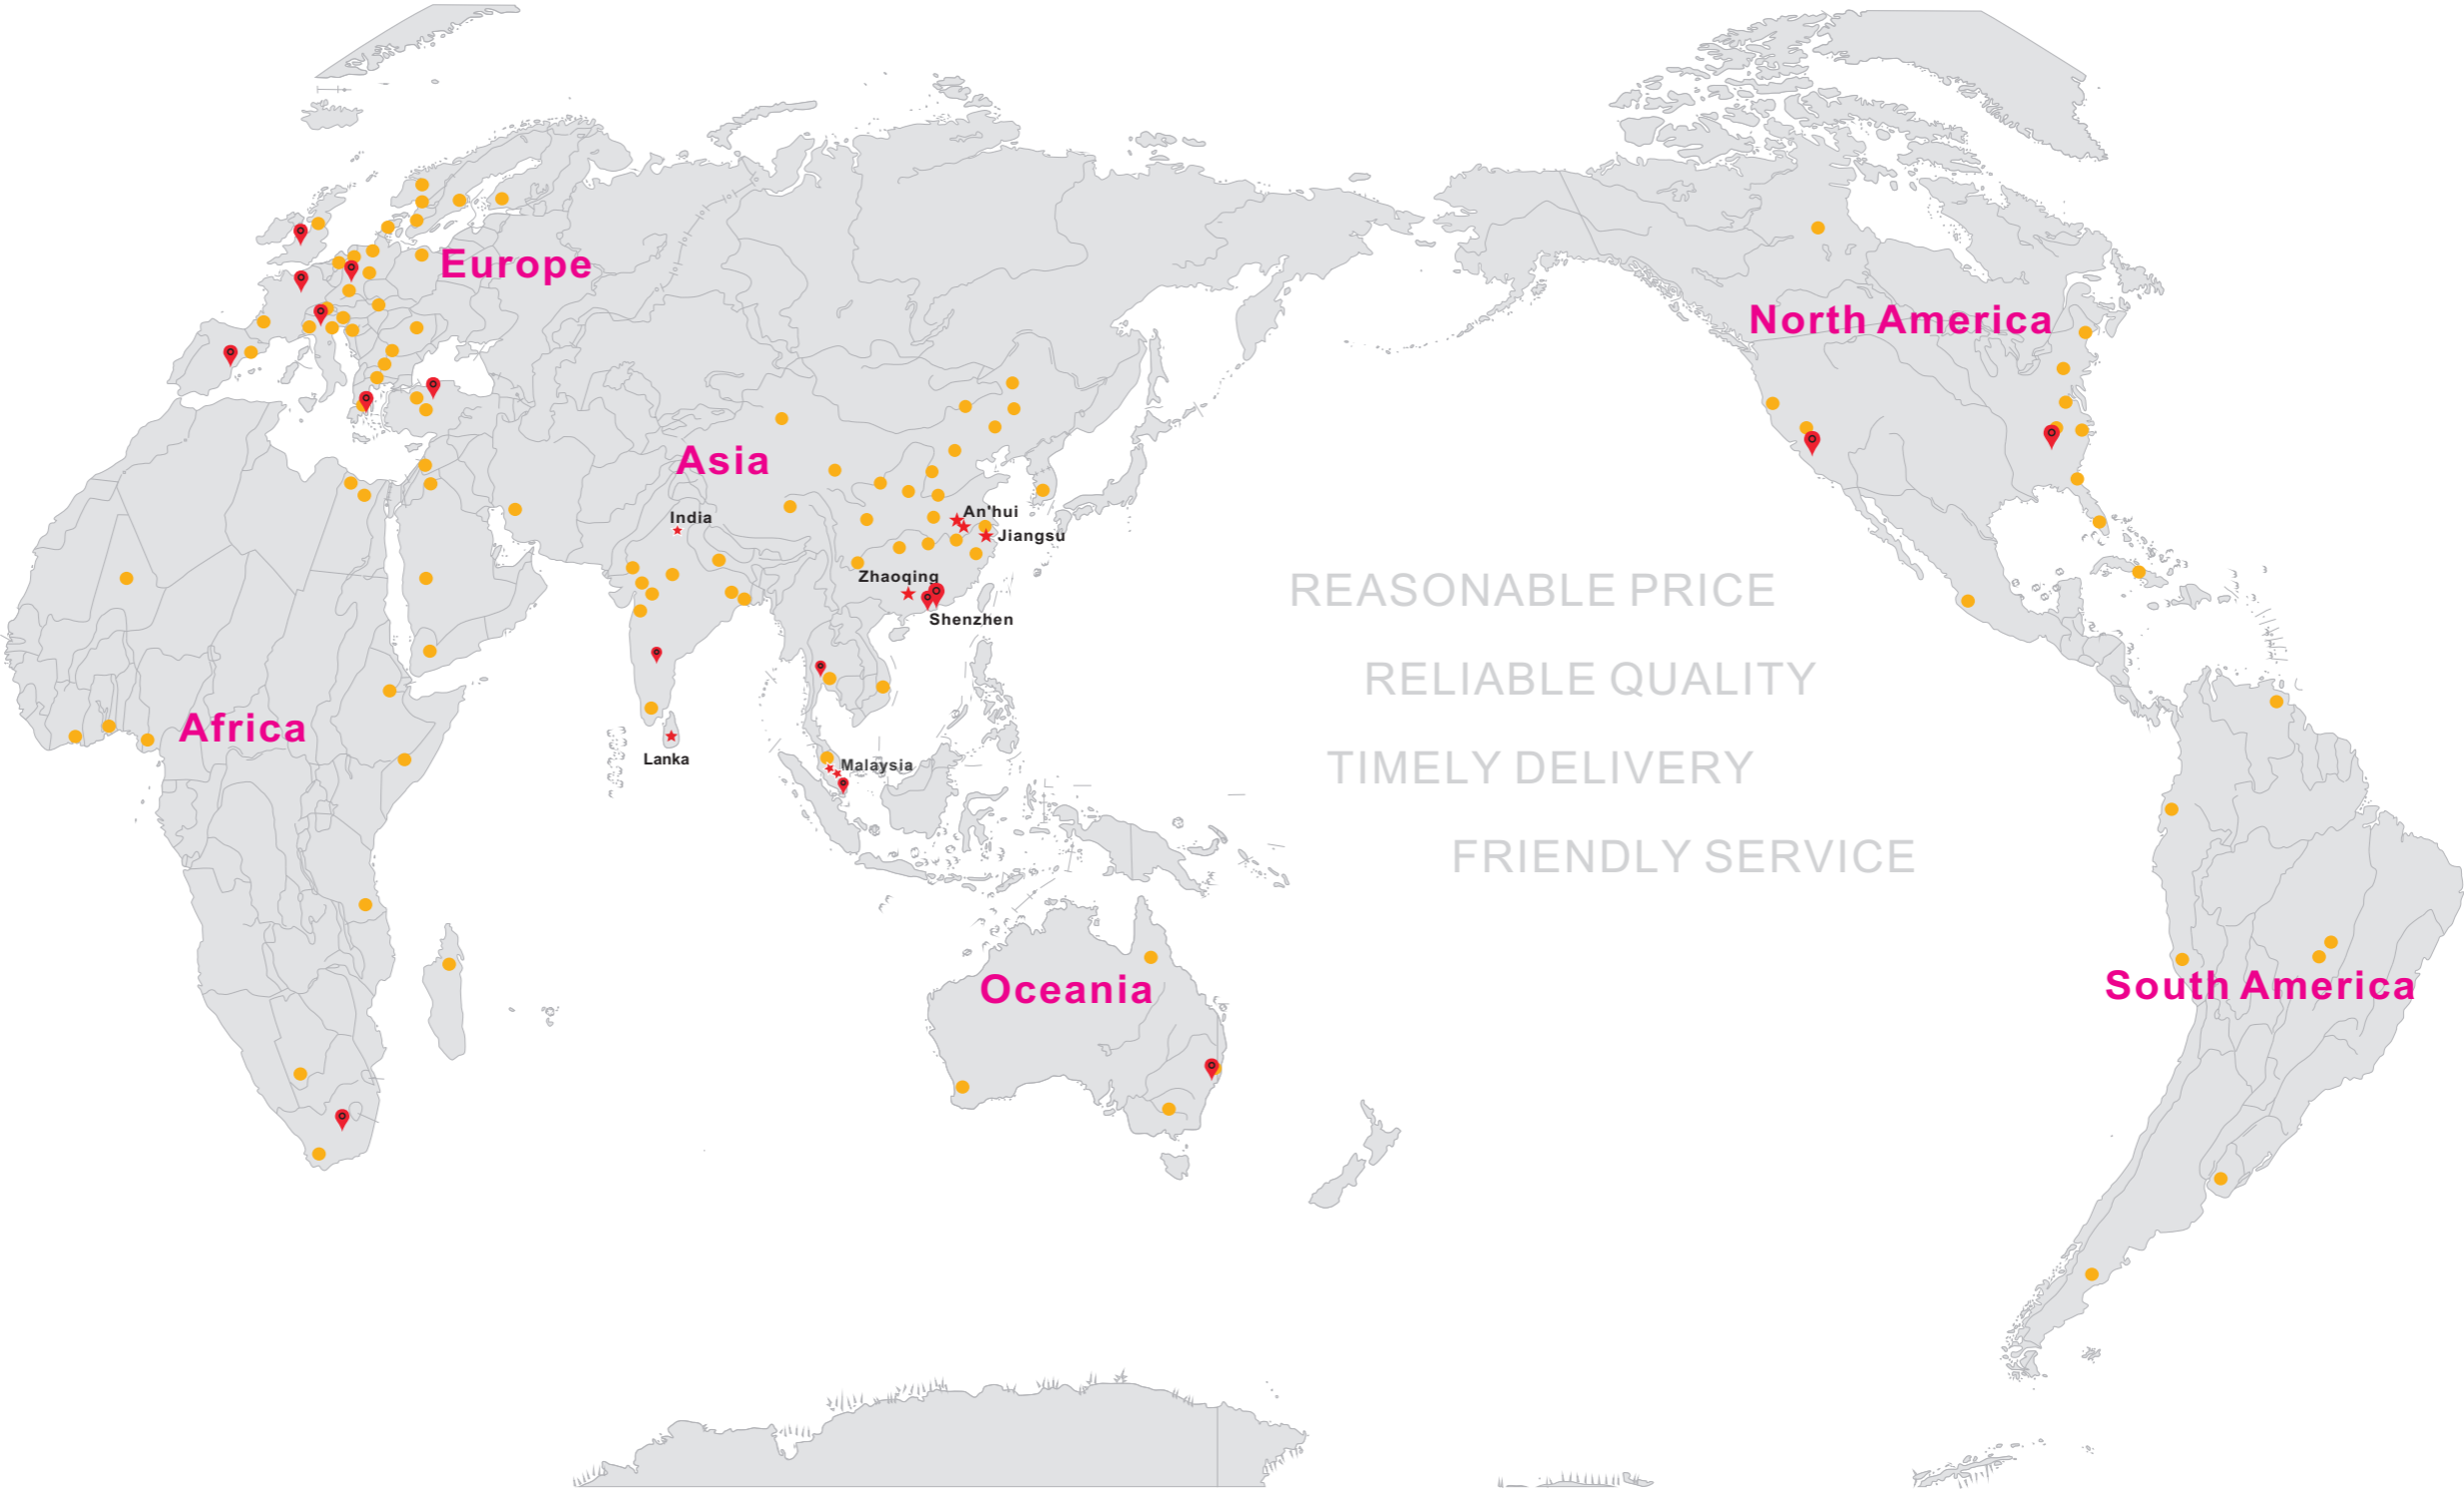 Europe
North America
Asia
An'hui
India
Jiangsu
Zhaoqing
REASONABLE PRICE
Shenzhen
RELIABLE QUALITY
Africa
Lanka
Malaysia
TIMELY DELIVERY
FRIENDLY SERVICE
Oceania
South America